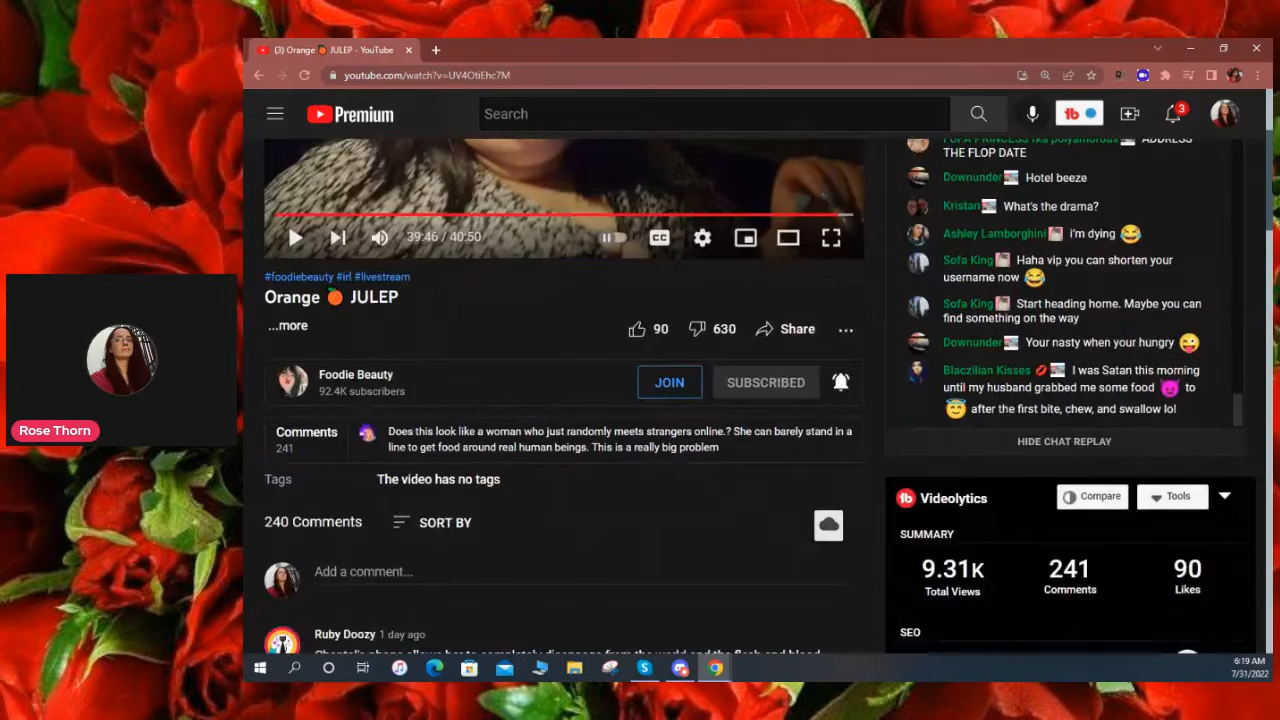 (3) Orange 🍊 JULEP - YouTube
youtube.com/watch?v=UV4OtiEhc7M
Premium
Search
3
THE FLOP DATE
Downunder Hotel beeze
Kristan What's the drama?
Ashley Lamborghini i'm dying 😂
Sofa King Haha vip you can shorten your
username now 😂
Sofa King Start heading home. Maybe you can
find something on the way
Downunder Your nasty when your hungry 😜
Blaczilian Kisses 💋 I was Satan this morning
until my husband grabbed me some food 😈 to
😇 after the first bite, chew, and swallow lol
HIDE CHAT REPLAY
39:46 / 40:50
CC
#foodiebeauty #irl #livestream
Orange 🍊 JULEP
...more
90
630
Share
Foodie Beauty
92.4K subscribers
JOIN
SUBSCRIBED
Comments
241
Does this look like a woman who just randomly meets strangers online.? She can barely stand in a
line to get food around real human beings. This is a really big problem
Tags
The video has no tags
240 Comments
SORT BY
Add a comment...
Ruby Doozy 1 day ago
Rose Thorn
Videolytics
Compare
Tools
SUMMARY
9.31K
Total Views
241
Comments
90
Likes
SEO
6:19 AM
7/31/2022